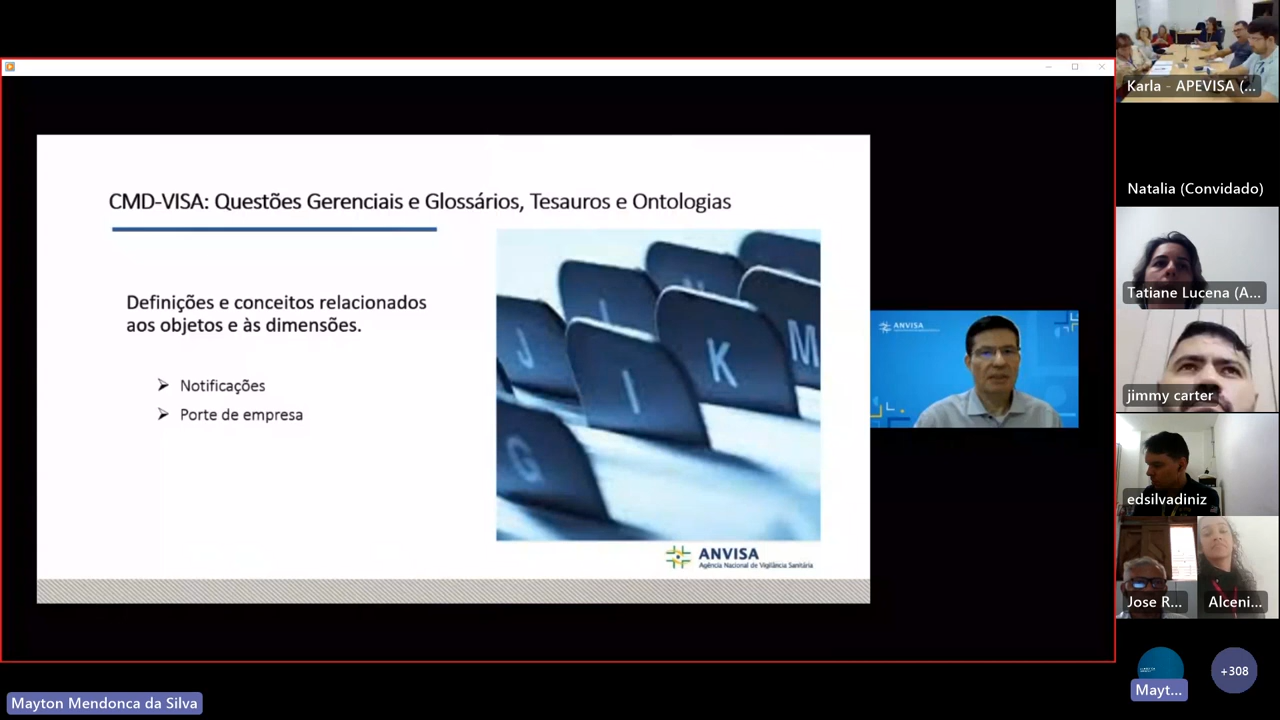 CMD-VISA: Questões Gerenciais e Glossários, Tesauros e Ontologias
Definições e conceitos relacionados
aos objetos e às dimensões.
➢ Notificações
➢ Porte de empresa
J
I
N
K
M
I
G
ANVISA
Agência Nacional de Vigilância Sanitária
ANVISA
Karla - APEVISA (...
Natalia (Convidado)
Tatiane Lucena (A...
jimmy carter
edsilvadiniz
Jose R...
Alceni...
Mayt...
+308
Mayton Mendonca da Silva